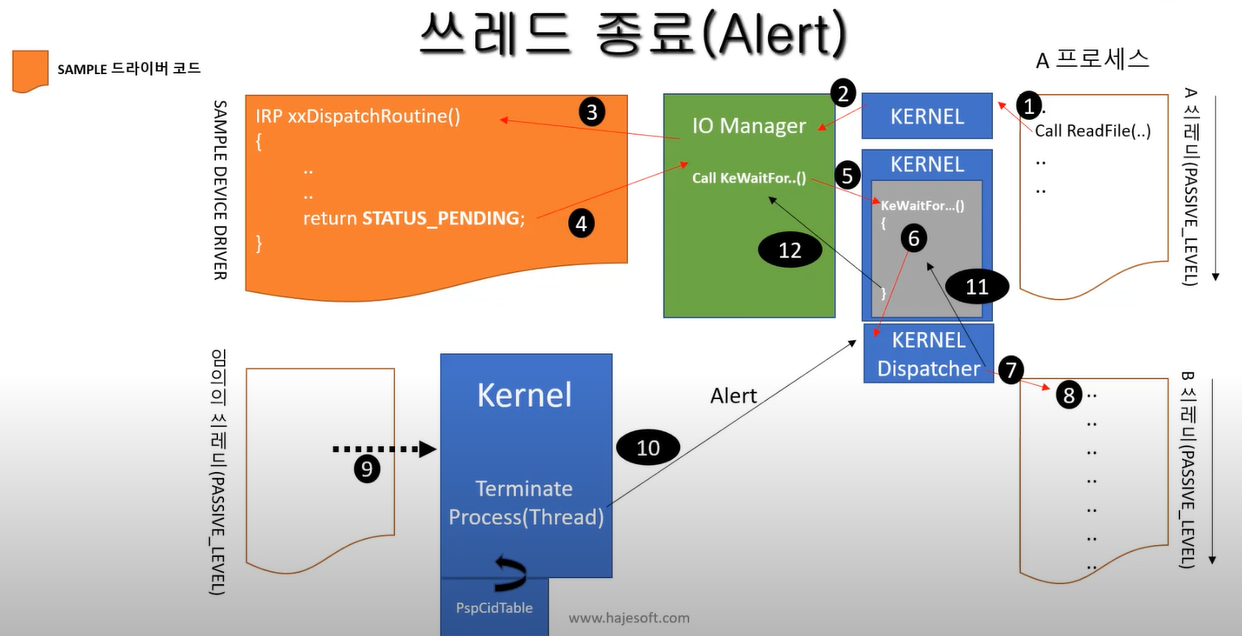 쓰레드 종료(Alert)
SAMPLE 드라이버 코드
A 프로세스
SAMPLE DEVICE DRIVER
IRP xxDispatchRoutine()
{
..
..
return STATUS_PENDING;
}
3
4
2
IO Manager
Call KeWaitFor..()
5
12
KERNEL
KERNEL
KeWaitFor...()
{
6
11
}
KERNEL
Dispatcher
7
1
..
Call ReadFile(..)
..
..
A 쓰레드(PASSIVE_LEVEL)
임의의 쓰레드(PASSIVE_LEVEL)
9
Kernel
Terminate
Process(Thread)
PspCidTable
10
Alert
8
..
..
..
..
..
..
..
B 쓰레드(PASSIVE_LEVEL)
www.hajesoft.com